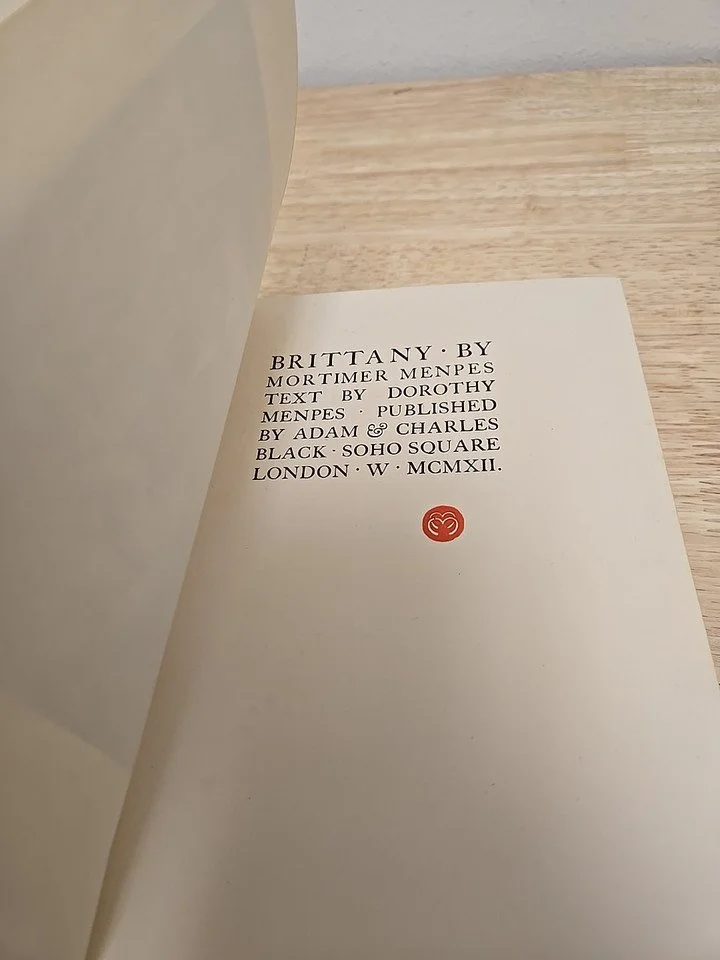 BRITTANY · BY
MORTIMER MENPES
TEXT BY DOROTHY
MENPES · PUBLISHED
BY ADAM & CHARLES
BLACK · SOHO SQUARE
LONDON · W · MCMXII.